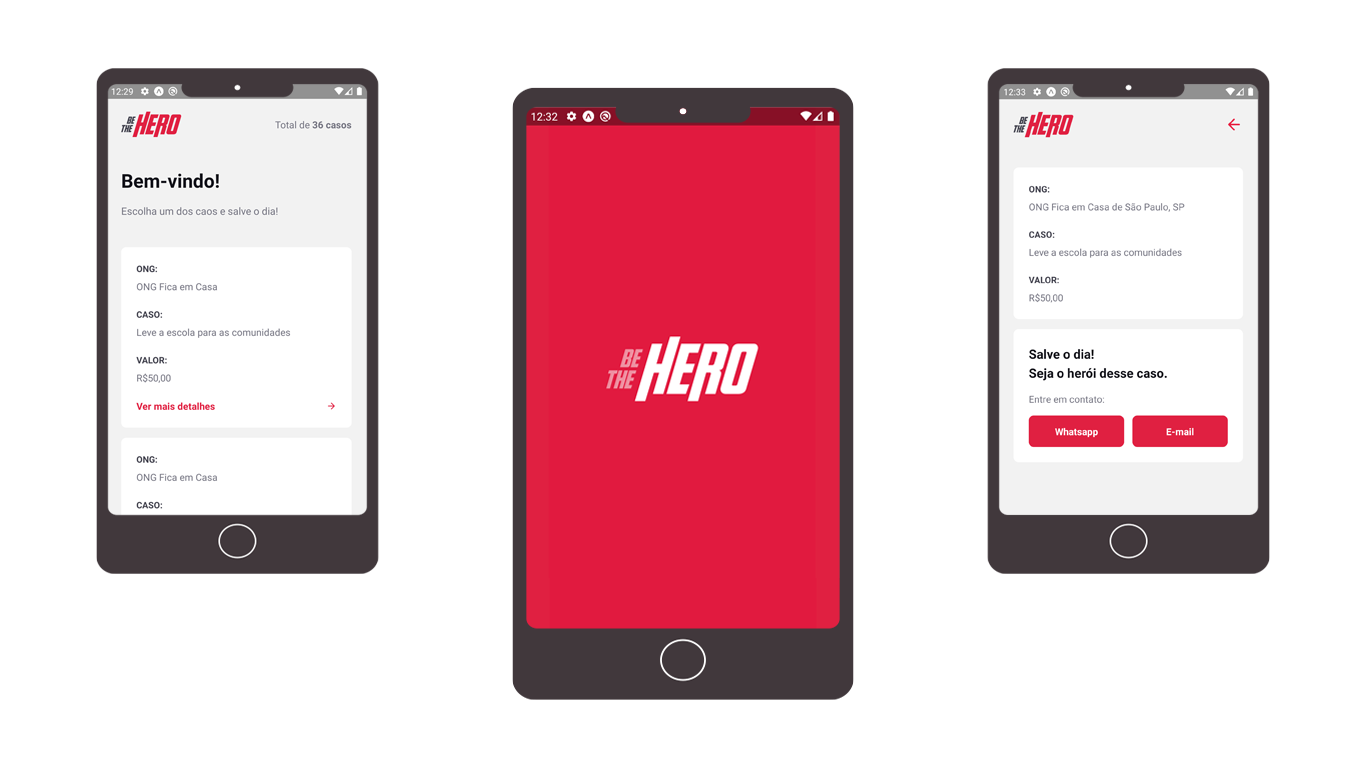 12:29
BE THE HERO
Total de 36 casos
Bem-vindo!
Escolha um dos caos e salve o dia!
ONG:
ONG Fica em Casa
CASO:
Leve a escola para as comunidades
VALOR:
R$50,00
Ver mais detalhes
ONG:
ONG Fica em Casa
CASO:
12:32
BE THE HERO
12:33
BE THE HERO
ONG:
ONG Fica em Casa de São Paulo, SP
CASO:
Leve a escola para as comunidades
VALOR:
R$50,00
Salve o dia!
Seja o herói desse caso.
Entre em contato:
Whatsapp
E-mail